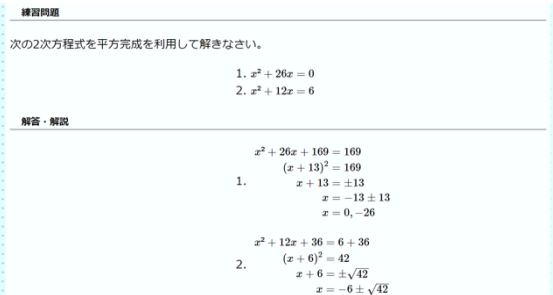 練習問題
次の2次方程式を平方完成を利用して解きなさい。
1. x² + 26x = 0
2. x² + 12x = 6
解答・解説
1.
x² + 26x + 169 = 169
(x + 13)² = 169
x + 13 = ±13
x = −13 ± 13
x = 0, −26
2.
x² + 12x + 36 = 6 + 36
(x + 6)² = 42
x + 6 = ±√42
x = −6 ± √42